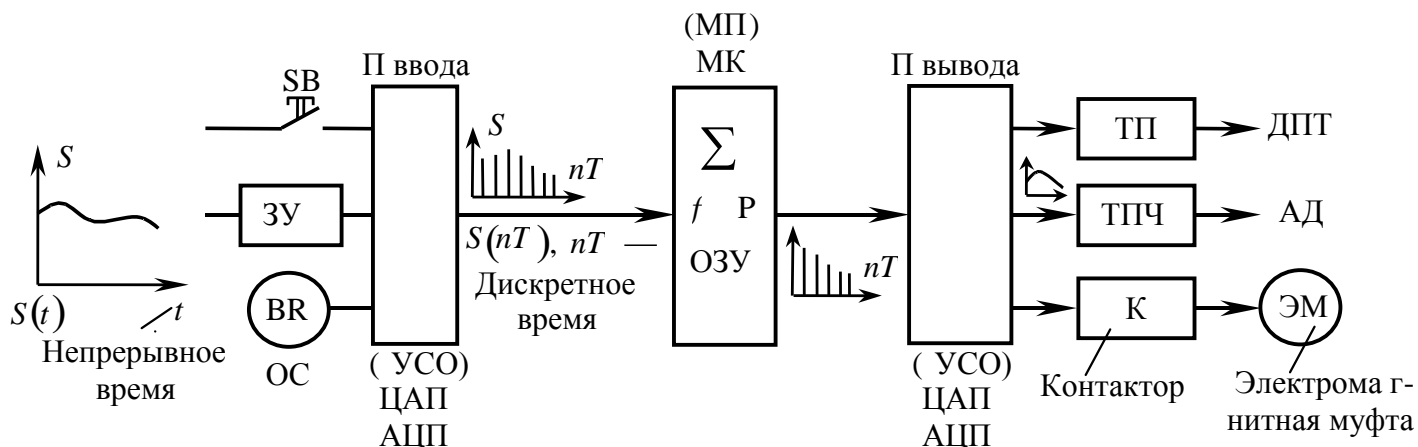 (МП)
МК
П ввода
П вывода
SB
S
ЗУ
BR
ОС
S(t)
t
Непрерывное
время
( УСО)
ЦАП
АЦП
S
nT
S(nT), nT —
Дискретное
время
∑
f Р
ОЗУ
nT
( УСО)
ЦАП
АЦП
ТП
ДПТ
ТПЧ
АД
К
ЭМ
Контактор
Электрома г-
нитная муфта